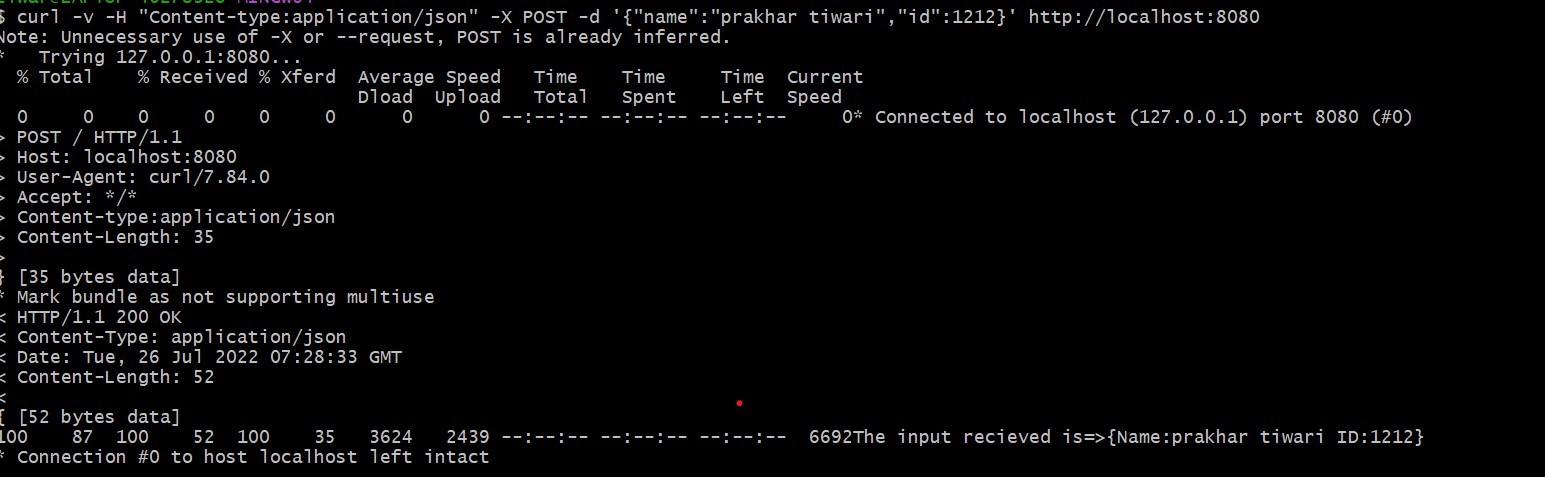 $ curl -v -H "Content-type:application/json" -X POST -d '{"name":"prakhar tiwari","id":1212}' http://localhost:8080
Note: Unnecessary use of -X or --request, POST is already inferred.
*   Trying 127.0.0.1:8080...
  % Total    % Received % Xferd  Average Speed   Time    Time     Time  Current
                                 Dload  Upload   Total   Spent    Left  Speed
  0     0    0     0    0     0      0      0 --:--:-- --:--:-- --:--:--     0* Connected to localhost (127.0.0.1) port 8080 (#0)
> POST / HTTP/1.1
> Host: localhost:8080
> User-Agent: curl/7.84.0
> Accept: */*
> Content-type:application/json
> Content-Length: 35
>
} [35 bytes data]
* Mark bundle as not supporting multiuse
< HTTP/1.1 200 OK
< Content-Type: application/json
< Date: Tue, 26 Jul 2022 07:28:33 GMT
< Content-Length: 52
<
{ [52 bytes data]
100    87  100    52  100    35   3624   2439 --:--:-- --:--:-- --:--:--  6692The input recieved is=>{Name:prakhar tiwari ID:1212}
* Connection #0 to host localhost left intact